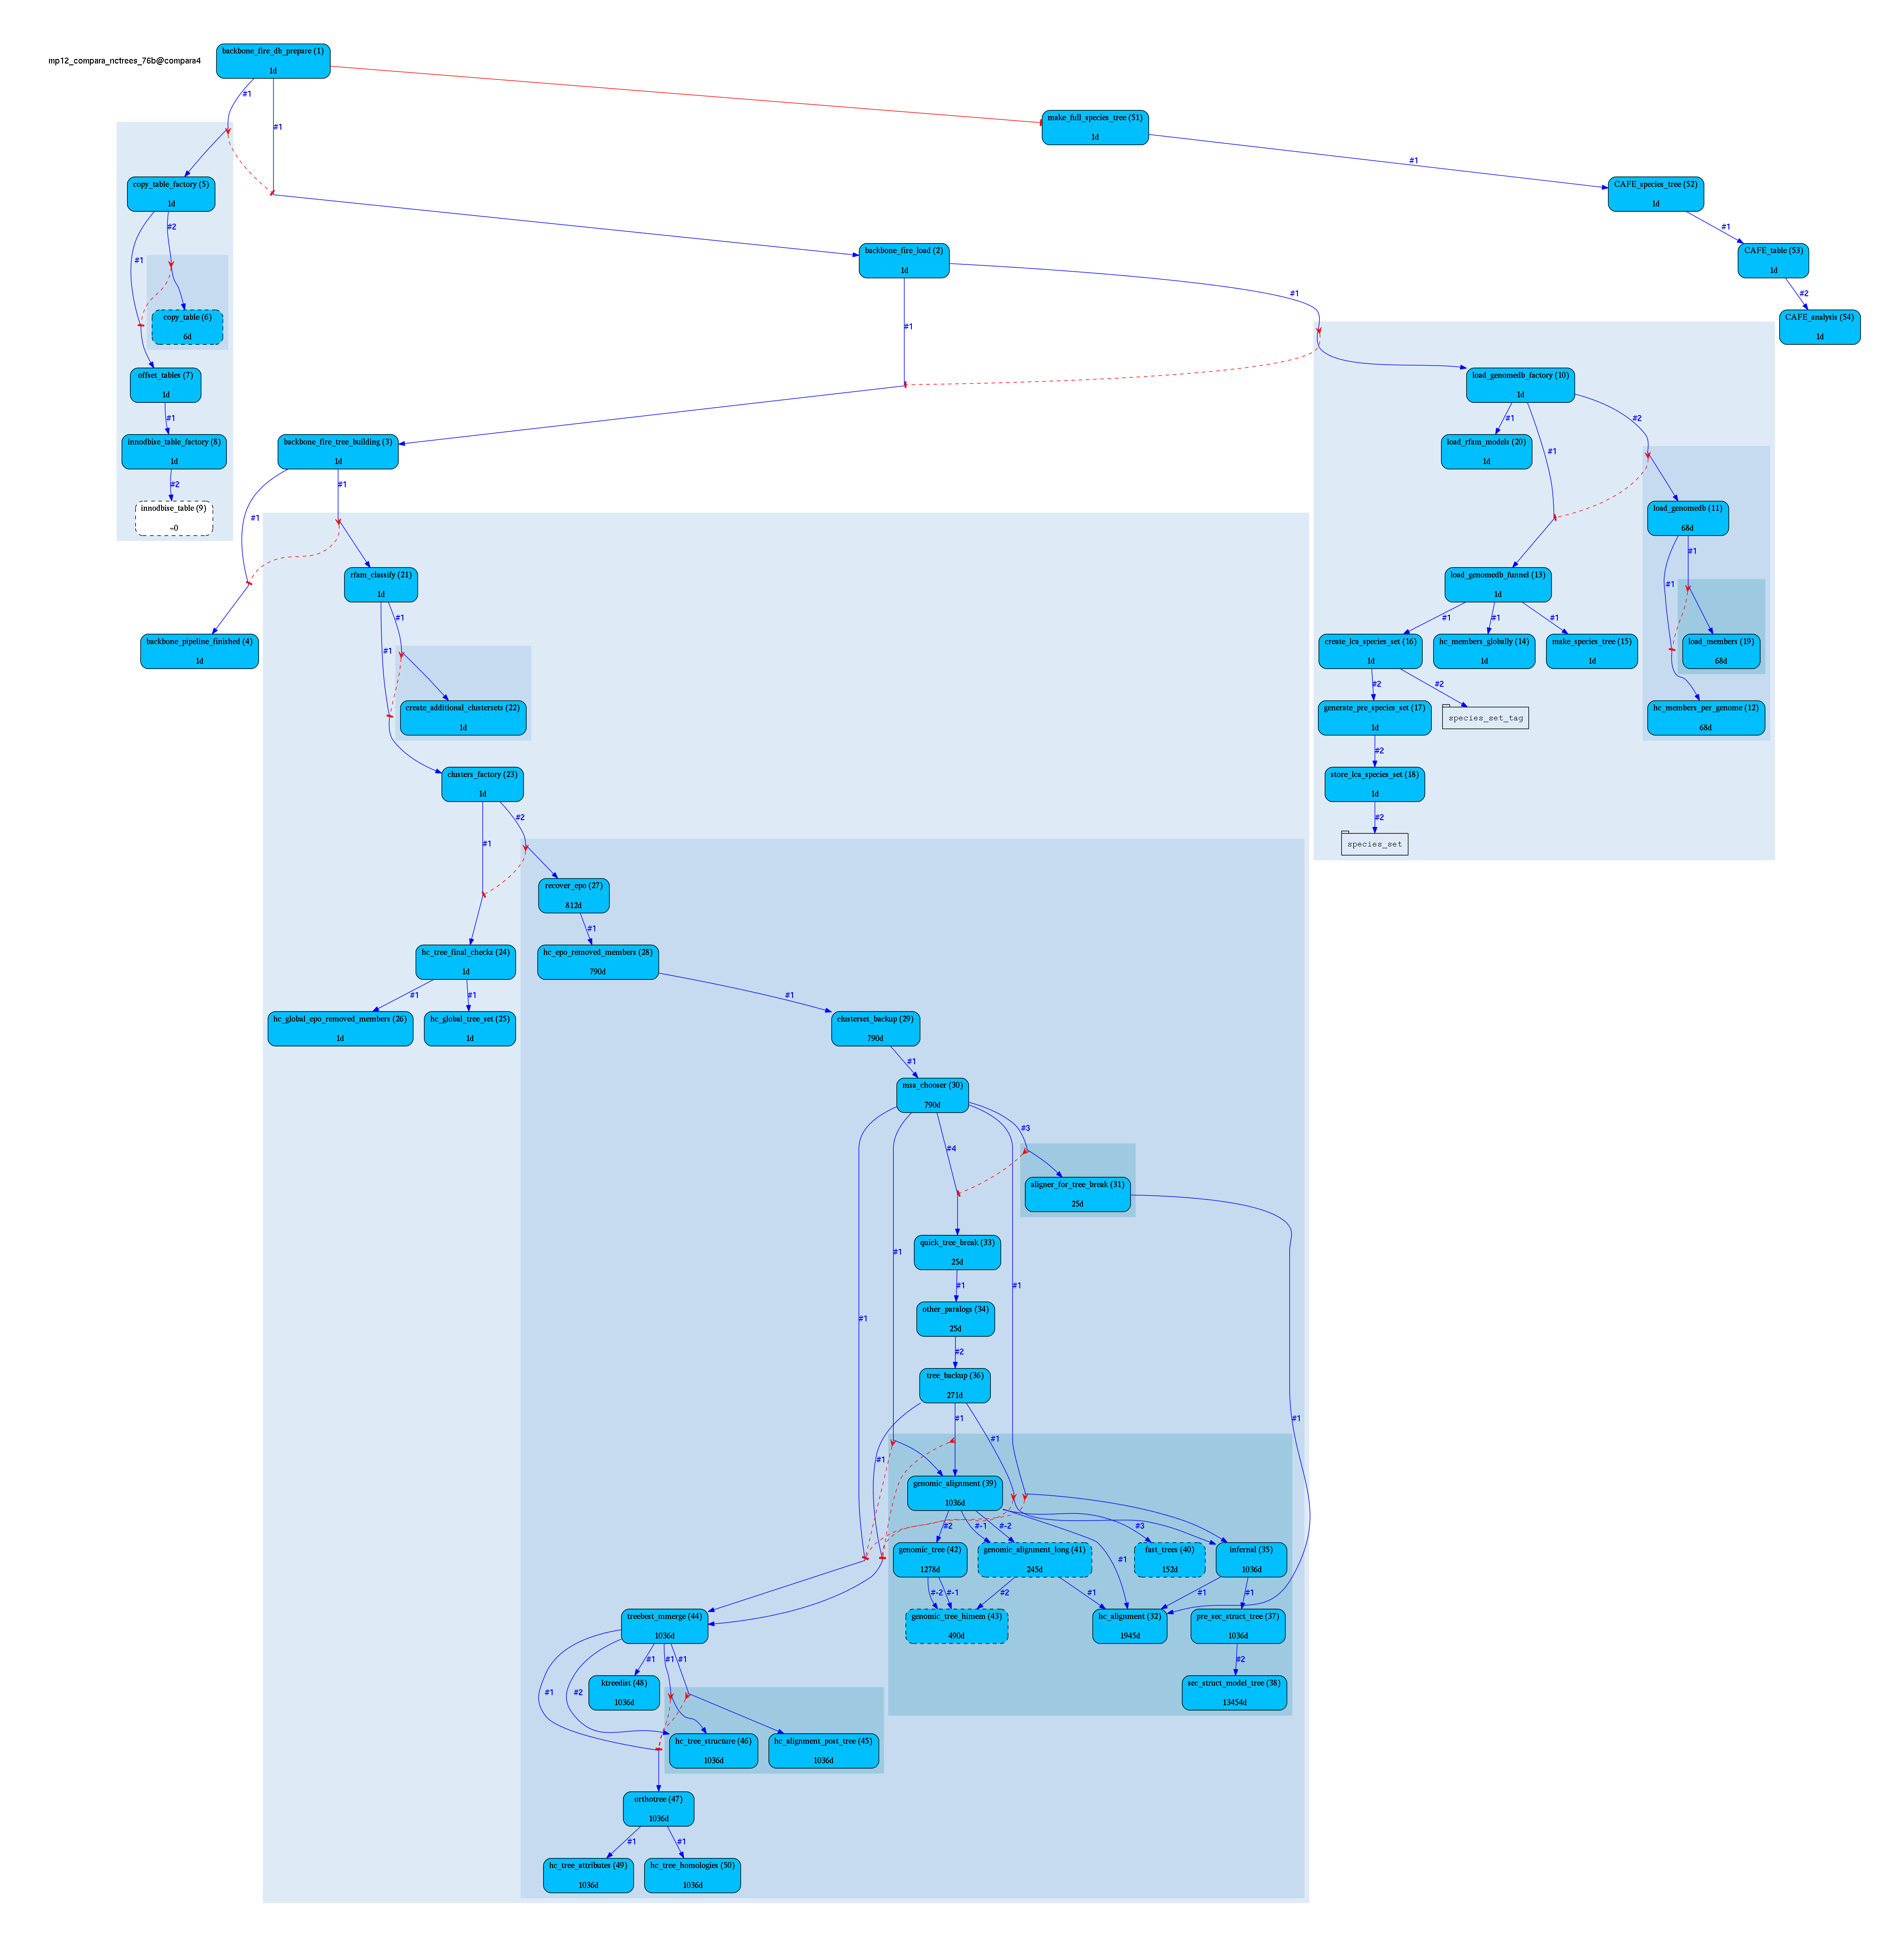 backbone_fire_db_prepare (1)
1d
mp12_compara_nctrees_76b@compara4
#1
#1
make_full_species_tree (51)
1d
#1
copy_table_factory (5)
1d
CAFE_species_tree (52)
1d
#2
#1
#1
backbone_fire_load (2)
1d
CAFE_table (53)
1d
#1
#2
#1
copy_table (6)
6d
CAFE_analysis (54)
1d
offset_tables (7)
1d
load_genomedb_factory (10)
1d
#1
#1
#2
#1
innodbise_table_factory (8)
1d
backbone_fire_tree_building (3)
1d
load_rfam_models (20)
1d
#2
#1
#1
innodbise_table (9)
=0
load_genomedb (11)
68d
#1
#1
rfam_classify (21)
1d
load_genomedb_funnel (13)
1d
#1
#1
#1
#1
#1
backbone_pipeline_finished (4)
1d
create_lca_species_set (16)
1d
hc_members_globally (14)
1d
make_species_tree (15)
1d
load_members (19)
68d
#2
#2
create_additional_clustersets (22)
1d
generate_pre_species_set (17)
1d
species_set_tag
hc_members_per_genome (12)
68d
#2
clusters_factory (23)
1d
store_lca_species_set (18)
1d
#2
#2
#1
species_set
recover_epo (27)
812d
#1
hc_tree_final_checks (24)
1d
hc_epo_removed_members (28)
790d
#1
#1
#1
hc_global_epo_removed_members (26)
1d
hc_global_tree_set (25)
1d
clusterset_backup (29)
790d
#1
msa_chooser (30)
790d
#3
#4
aligner_for_tree_break (31)
25d
quick_tree_break (33)
25d
#1
#1
#1
other_paralogs (34)
25d
#1
#2
tree_backup (36)
271d
#1
#1
#1
#1
genomic_alignment (39)
1036d
#2
#-1
#-2
#3
genomic_tree (42)
1278d
genomic_alignment_long (41)
245d
#1
fast_trees (40)
152d
infernal (35)
1036d
#-2
#-1
#2
#1
#1
#1
treebest_mmerge (44)
1036d
genomic_tree_himem (43)
490d
hc_alignment (32)
1945d
pre_sec_struct_tree (37)
1036d
#1
#1
#1
#2
#1
#2
ktreedist (48)
1036d
sec_struct_model_tree (38)
13454d
hc_tree_structure (46)
1036d
hc_alignment_post_tree (45)
1036d
orthotree (47)
1036d
#1
#1
hc_tree_attributes (49)
1036d
hc_tree_homologies (50)
1036d